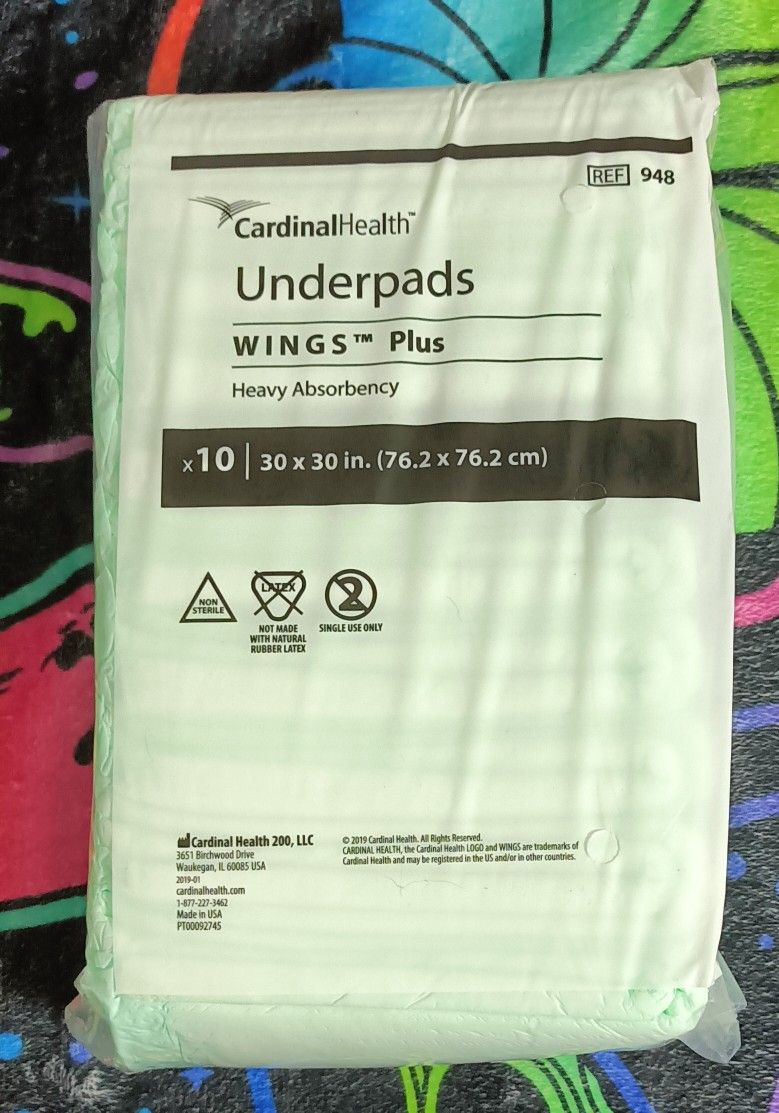 REF 948
CardinalHealth™
Underpads
WINGS™ Plus
Heavy Absorbency
x10 | 30 x 30 in. (76.2 x 76.2 cm)
NON
STERILE
LATEX
NOT MADE
WITH NATURAL
RUBBER LATEX
2
SINGLE USE ONLY
Cardinal Health 200, LLC
3651 Birchwood Drive
Waukegan, IL 60085 USA
2019-01
cardinalhealth.com
1-877-227-3462
Made in USA
PT00092745
© 2019 Cardinal Health. All Rights Reserved.
CARDINAL HEALTH, the Cardinal Health LOGO and WINGS are trademarks of
Cardinal Health and may be registered in the US and/or in other countries.